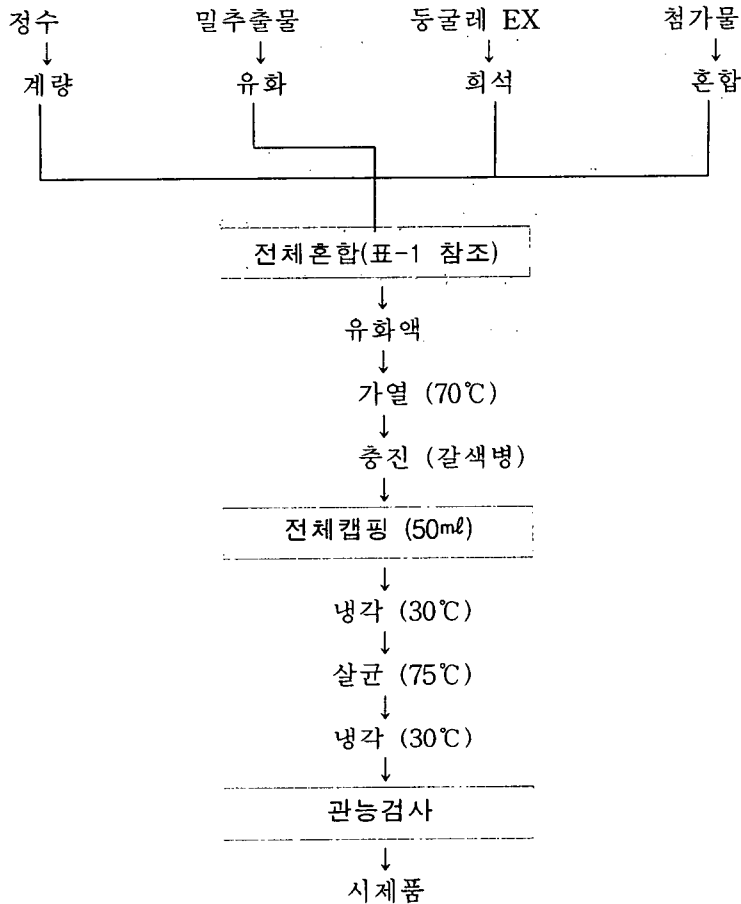 정수 밀추출물 둥굴레 EX 첨가물
↓ ↓ ↓ ↓
계량 유화 희석 혼합
전체혼합(표-1 참조)
↓
유화액
↓
가열 (70℃)
↓
충진 (갈색병)
↓
전체캡핑 (50㎖)
↓
냉각 (30℃)
↓
살균 (75℃)
↓
냉각 (30℃)
↓
관능검사
↓
시제품